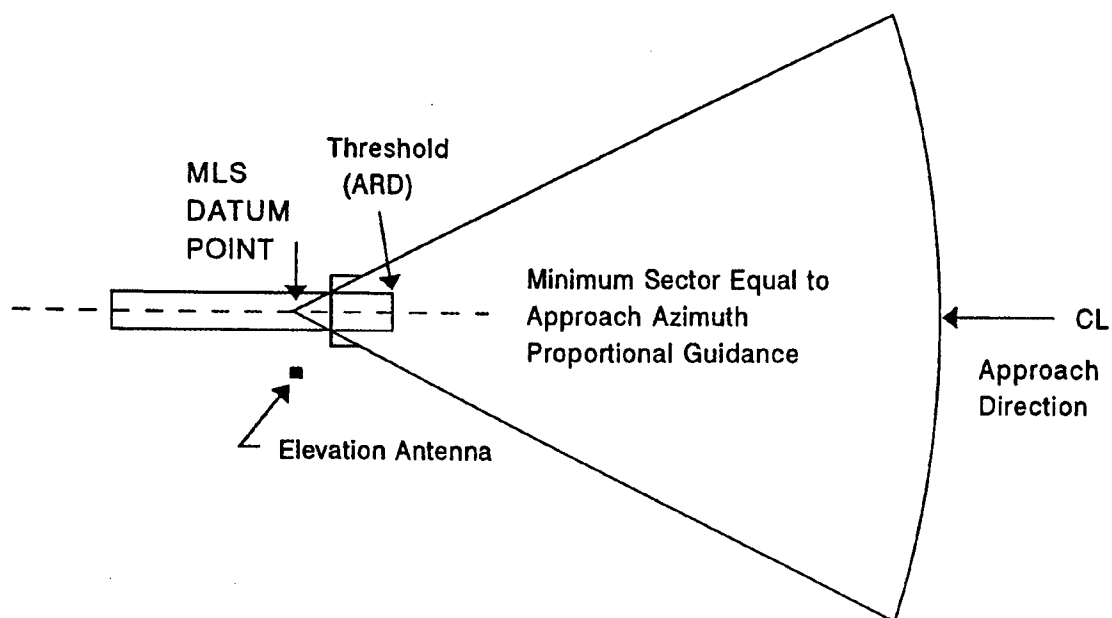 Threshold
(ARD)
MLS
DATUM
POINT
Minimum Sector Equal to
Approach Azimuth
Proportional Guidance
CL
Approach
Direction
Elevation Antenna